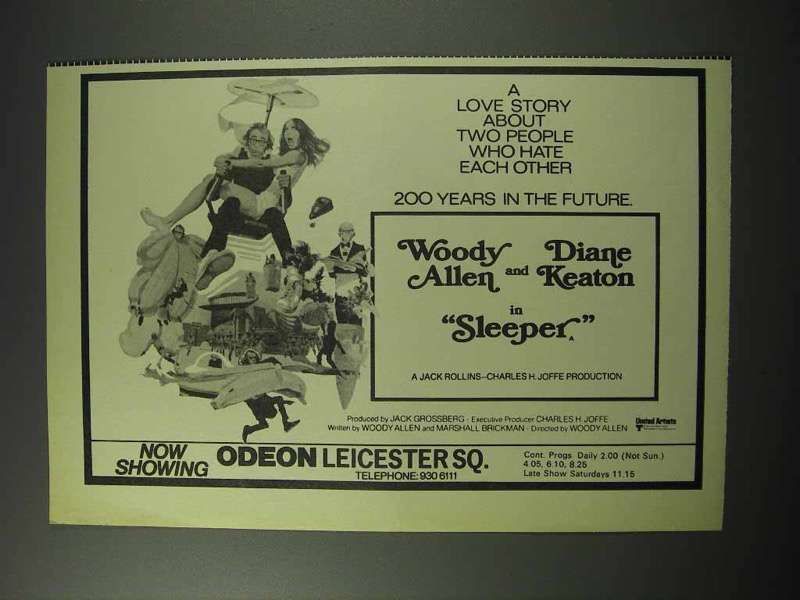 A
LOVE STORY
ABOUT
TWO PEOPLE
WHO HATE
EACH OTHER
200 YEARS IN THE FUTURE.
Woody Allen and Diane Keaton
in
"Sleeper"
A
A JACK ROLLINS-CHARLES H. JOFFE PRODUCTION
Produced by JACK GROSSBERG · Executive Producer CHARLES H. JOFFE
Written by WOODY ALLEN and MARSHALL BRICKMAN · Directed by WOODY ALLEN
United Artists
NOW SHOWING
ODEON LEICESTER SQ.
TELEPHONE: 930 6111
Cont. Progs Daily 2.00 (Not Sun.)
4 05, 6.10, 8.25
Late Show Saturdays 11.15